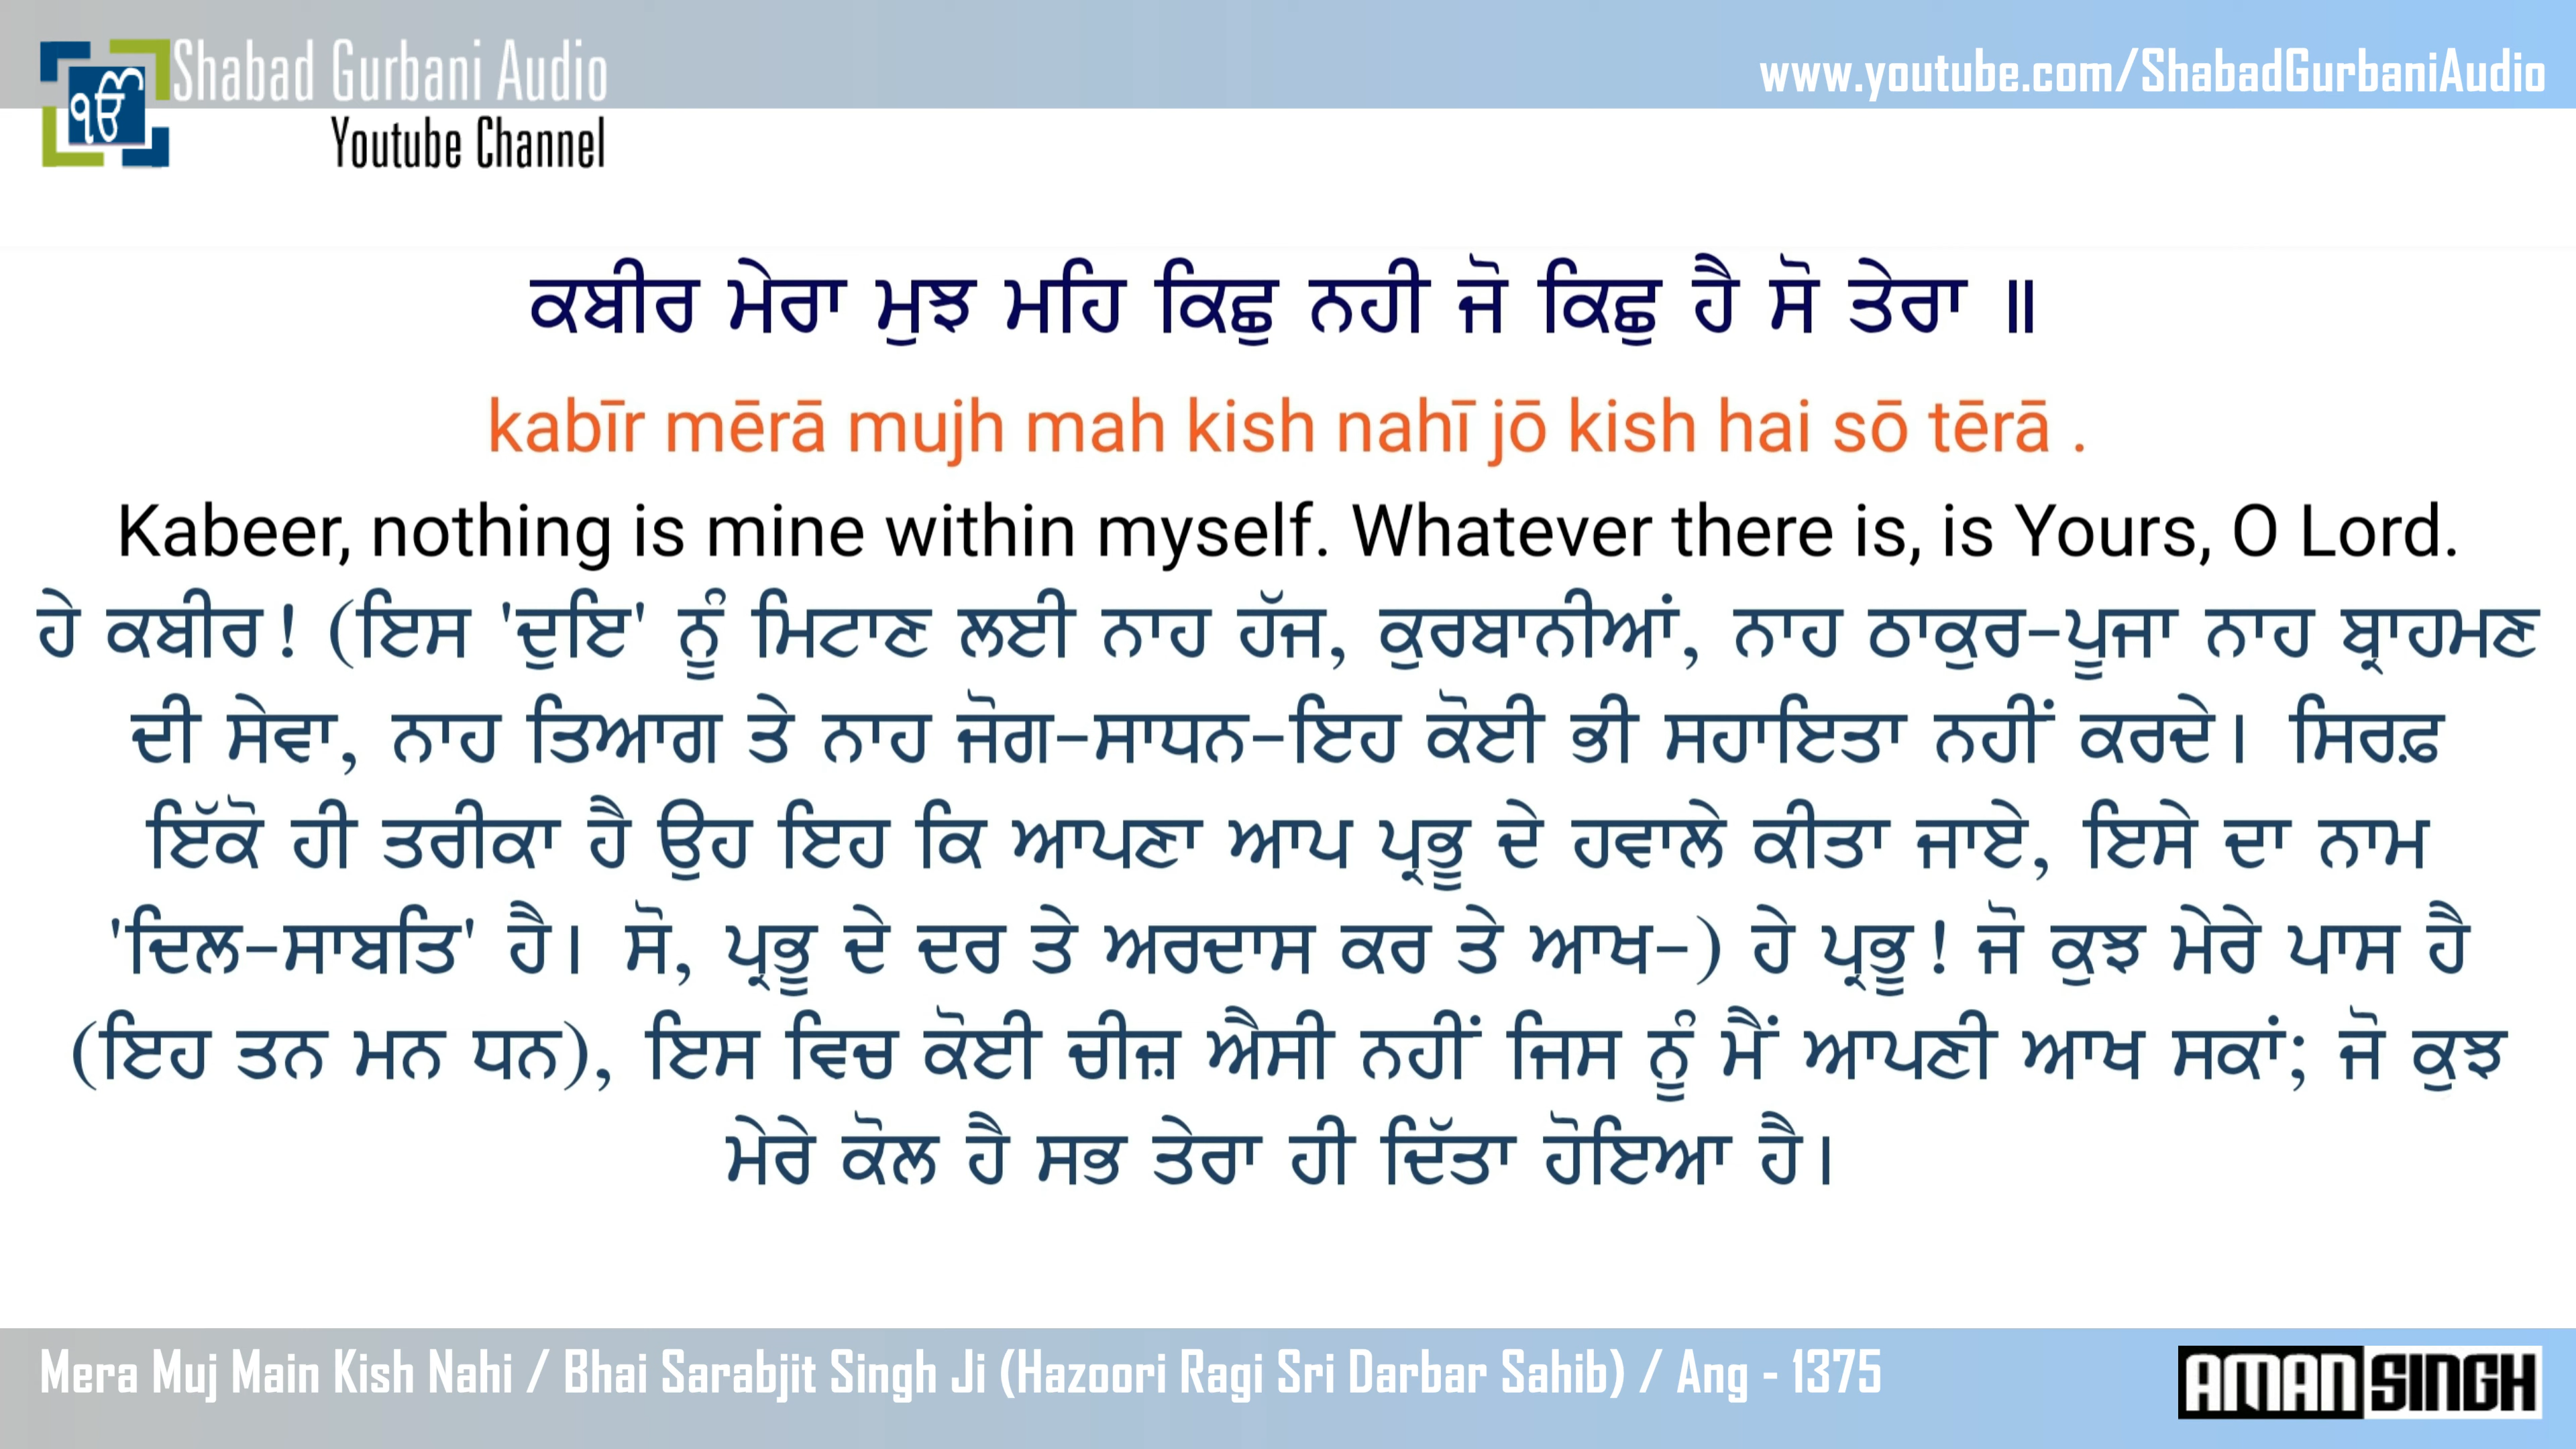 Shabad Gurbani Audio
Youtube Channel
www.youtube.com/ShabadGurbaniAudio
ੴ
ਕਬੀਰ ਮੇਰਾ ਮੁਝ ਮਹਿ ਕਿਛੁ ਨਹੀ ਜੋ ਕਿਛੁ ਹੈ ਸੋ ਤੇਰਾ ॥
kabīr mērā mujh mah kish nahī jō kish hai sō tērā .
Kabeer, nothing is mine within myself. Whatever there is, is Yours, O Lord.
ਹੇ ਕਬੀਰ! (ਇਸ 'ਦੁਇ' ਨੂੰ ਮਿਟਾਣ ਲਈ ਨਾਹ ਹੱਜ, ਕੁਰਬਾਨੀਆਂ, ਨਾਹ ਠਾਕੁਰ-ਪੂਜਾ ਨਾਹ ਬ੍ਰਾਹਮਣ
ਦੀ ਸੇਵਾ, ਨਾਹ ਤਿਆਗ ਤੇ ਨਾਹ ਜੋਗ-ਸਾਧਨ-ਇਹ ਕੋਈ ਭੀ ਸਹਾਇਤਾ ਨਹੀਂ ਕਰਦੇ। ਸਿਰਫ਼
ਇੱਕੋ ਹੀ ਤਰੀਕਾ ਹੈ ਉਹ ਇਹ ਕਿ ਆਪਣਾ ਆਪ ਪ੍ਰਭੂ ਦੇ ਹਵਾਲੇ ਕੀਤਾ ਜਾਏ, ਇਸੇ ਦਾ ਨਾਮ
'ਦਿਲ-ਸਾਬਤਿ' ਹੈ। ਸੋ, ਪ੍ਰਭੂ ਦੇ ਦਰ ਤੇ ਅਰਦਾਸ ਕਰ ਤੇ ਆਖ-) ਹੇ ਪ੍ਰਭੂ! ਜੋ ਕੁਝ ਮੇਰੇ ਪਾਸ ਹੈ
(ਇਹ ਤਨ ਮਨ ਧਨ), ਇਸ ਵਿਚ ਕੋਈ ਚੀਜ਼ ਐਸੀ ਨਹੀਂ ਜਿਸ ਨੂੰ ਮੈਂ ਆਪਣੀ ਆਖ ਸਕਾਂ; ਜੋ ਕੁਝ
ਮੇਰੇ ਕੋਲ ਹੈ ਸਭ ਤੇਰਾ ਹੀ ਦਿੱਤਾ ਹੋਇਆ ਹੈ।
Mera Muj Main Kish Nahi / Bhai Sarabjit Singh Ji (Hazoori Ragi Sri Darbar Sahib) / Ang - 1375
AMAN SINGH